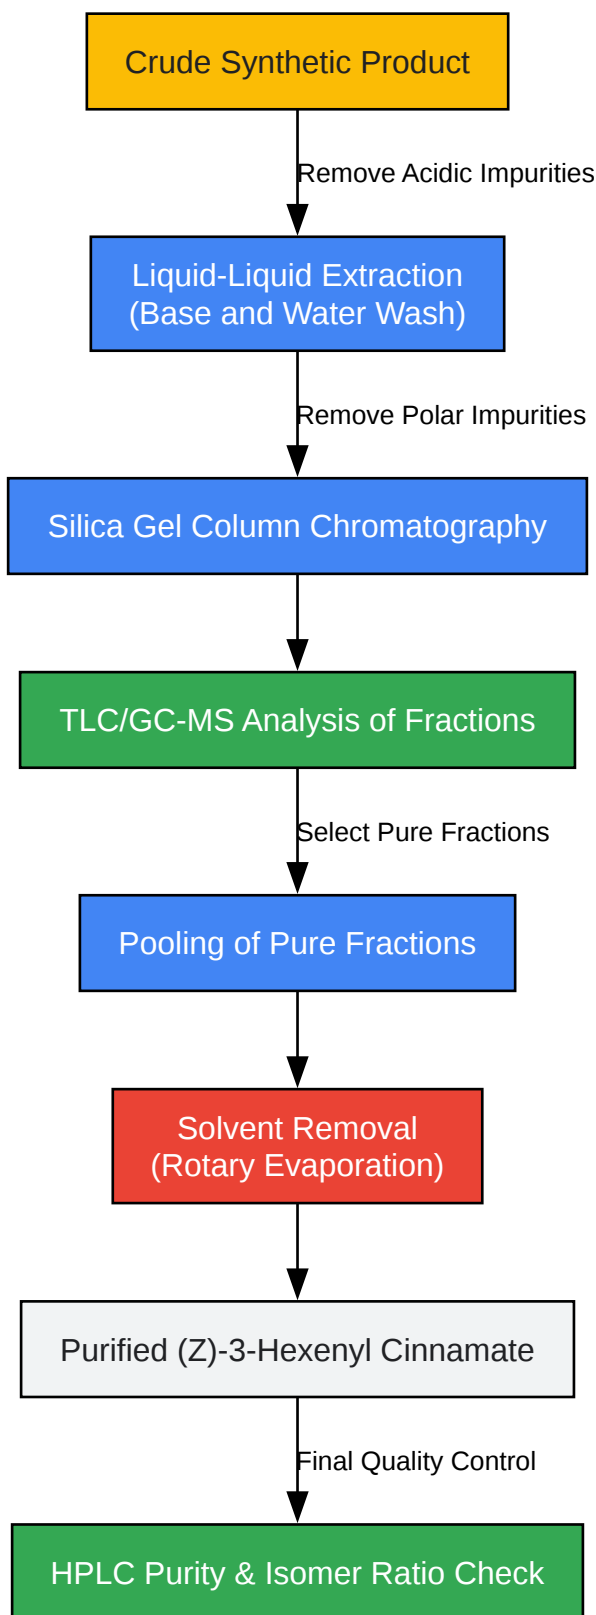 Crude Synthetic Product
Remove Acidic Impurities
Liquid-Liquid Extraction
(Base and Water Wash)
Remove Polar Impurities
Silica Gel Column Chromatography
TLC/GC-MS Analysis of Fractions
Select Pure Fractions
Pooling of Pure Fractions
Solvent Removal
(Rotary Evaporation)
Purified (Z)-3-Hexenyl Cinnamate
Final Quality Control
HPLC Purity & Isomer Ratio Check